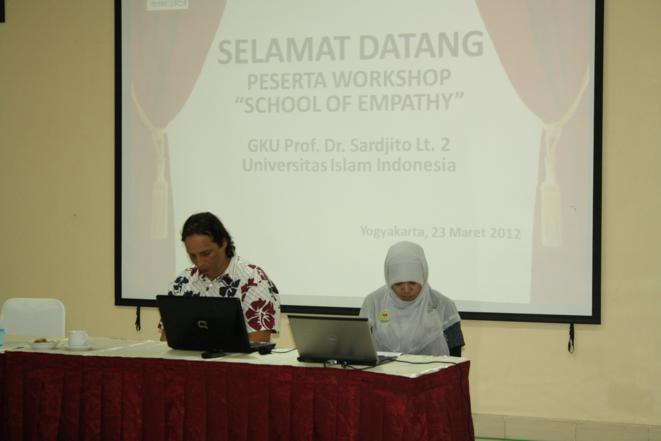 SELAMAT DATANG
PESERTA WORKSHOP
“SCHOOL OF EMPATHY”
GKU Prof. Dr. Sardjito Lt. 2
Universitas Islam Indonesia
Yogyakarta, 23 Maret 2012